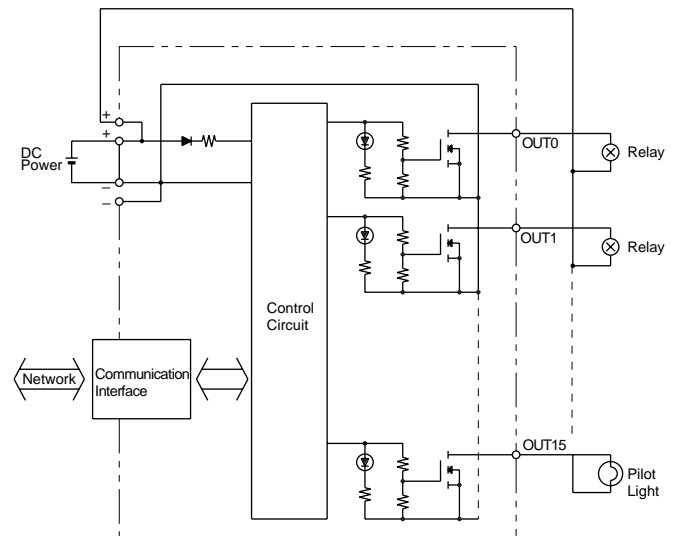 +
+
DC
Power
−
−
OUT0
Relay
OUT1
Relay
Control
Circuit
Network
Communication
Interface
OUT15
Pilot
Light